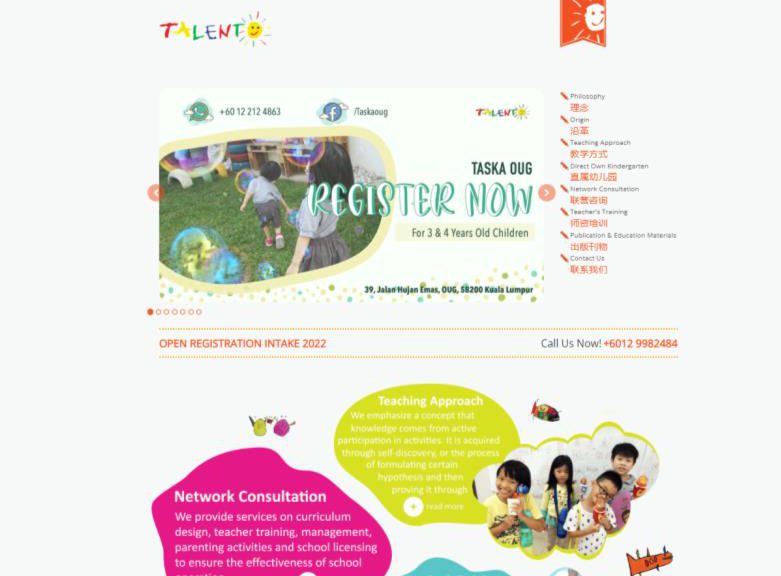 TALENT
+60 12 212 4863
/Taskaoug
TALENT
TASKA OUG
REGISTER NOW
For 3 & 4 Years Old Children
39, Jalan Hujan Emas, OUG, 58200 Kuala Lumpur
Philosophy
理念
Origin
沿革
Teaching Approach
教学方式
Direct Own Kindergarten
直属幼儿园
Network Consultation
联营咨询
Teacher's Training
师资培训
Publication & Education Materials
出版刊物
Contact Us
联系我们
OPEN REGISTRATION INTAKE 2022
Call Us Now! +6012 9982484
Teaching Approach
We emphasize a concept that
knowledge comes from active
participation in activities. It is acquired
through self-discovery, or the process
of formulating certain
hypothesis and then
proving it through
read more
Network Consultation
We provide services on curriculum
design, teacher training, management,
parenting activities and school licensing
to ensure the effectiveness of school